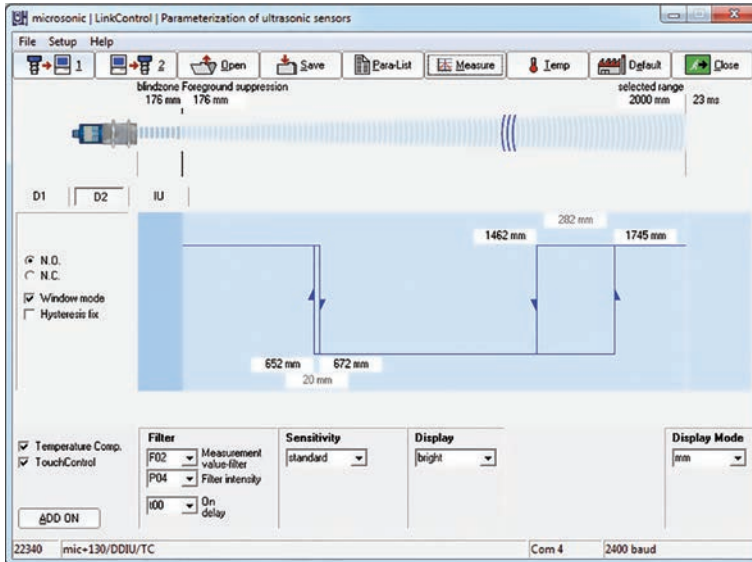 microsonic | LinkControl | Parameterization of ultrasonic sensors
File Setup Help
1 2 Open Save Para-List Measure Temp Default Close
blindzone Foreground suppression selected range
176 mm 176 mm 2000 mm 23 ms
D1 D2 IU
282 mm
1462 mm 1745 mm
N.O.
N.C.
Window mode
Hysteresis fix
652 mm 672 mm
20 mm
Temperature Comp.
TouchControl
ADD ON
Filter
F02 Measurement
value-filter
P04 Filter intensity
t00 On
delay
Sensitivity
standard
Display
bright
Display Mode
mm
22340 mic+130/DDIU/TC Com 4 2400 baud